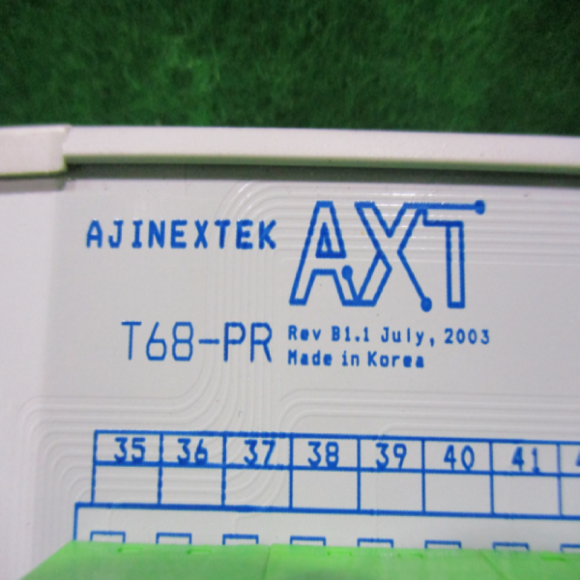 AJINEXTEK AXT
T68-PR Rev B1.1 July, 2003
Made in Korea
35 36 37 38 39 40 41